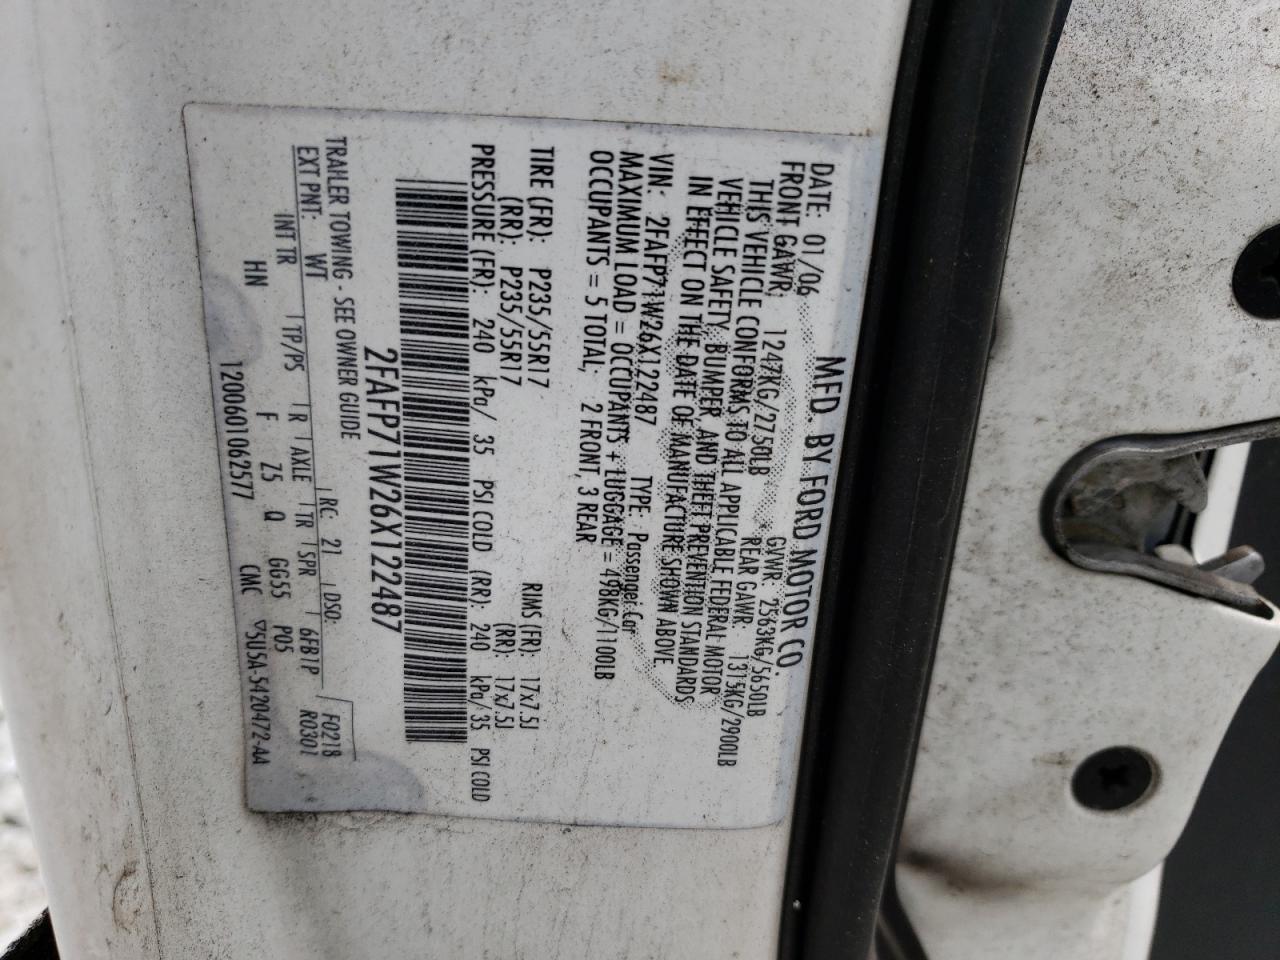 MFD. BY FORD MOTOR CO.
DATE: 01/06 GVWR: 2563KG/5650LB
FRONT GAWR: 1247KG/2750LB REAR GAWR: 1315KG/2900LB
THIS VEHICLE CONFORMS TO ALL APPLICABLE FEDERAL MOTOR
VEHICLE SAFETY, BUMPER, AND THEFT PREVENTION STANDARDS
IN EFFECT ON THE DATE OF MANUFACTURE SHOWN ABOVE.
VIN: 2FAFP71W26X122487 TYPE: Passenger Car
MAXIMUM LOAD = OCCUPANTS + LUGGAGE = 498KG/1100LB
OCCUPANTS = 5 TOTAL, 2 FRONT, 3 REAR
TIRE (FR): P235/55R17 RIMS (FR): 17x7.5J
(RR): P235/55R17 (RR): 17x7.5J
PRESSURE (FR): 240 kPa/ 35 PSI COLD (RR): 240 kPa/ 35 PSI COLD
2FAFP71W26X122487
TRAILER TOWING - SEE OWNER GUIDE
EXT PNT: WT RC: 21 DSO: F0218
INT TR TP/PS R AXLE TR SPR 6FB1P R0301
HN F Z5 Q GG55 P05
1200601062577 CMC ▽5U5A-5420472-AA